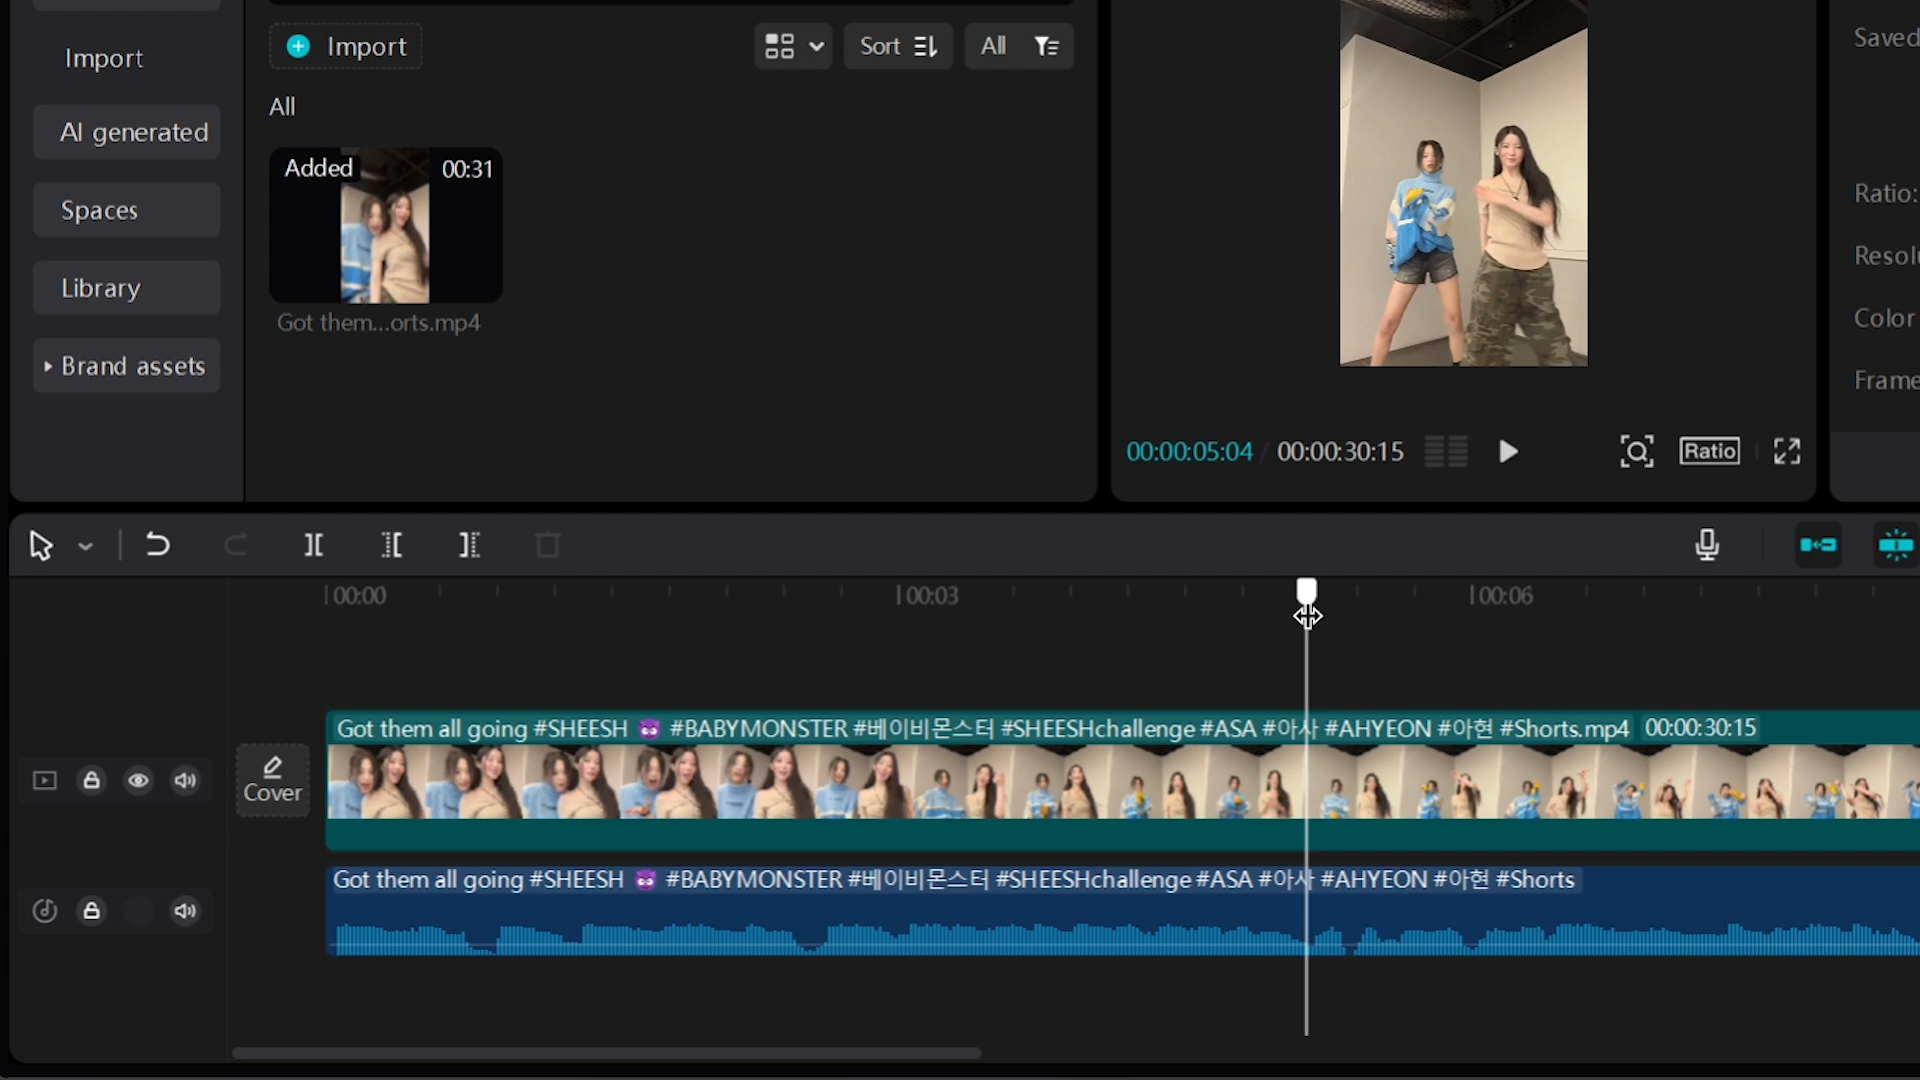 Import
AI generated
Spaces
Library
Brand assets
Import
Sort
All
All
Added 00:31
Got them...orts.mp4
00:00:05:04 / 00:00:30:15
Ratio
Saved
Ratio:
Resolu
Color
Frame
00:00 00:03 00:06
Cover
Got them all going #SHEESH 😈 #BABYMONSTER #베이비몬스터 #SHEESHchallenge #ASA #아사 #AHYEON #아현 #Shorts.mp4 00:00:30:15
Got them all going #SHEESH 😈 #BABYMONSTER #베이비몬스터 #SHEESHchallenge #ASA #아사 #AHYEON #아현 #Shorts